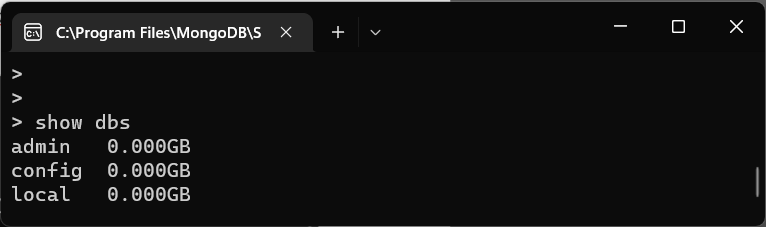 C:\Program Files\MongoDB\S
>
>
> show dbs
admin   0.000GB
config  0.000GB
local   0.000GB